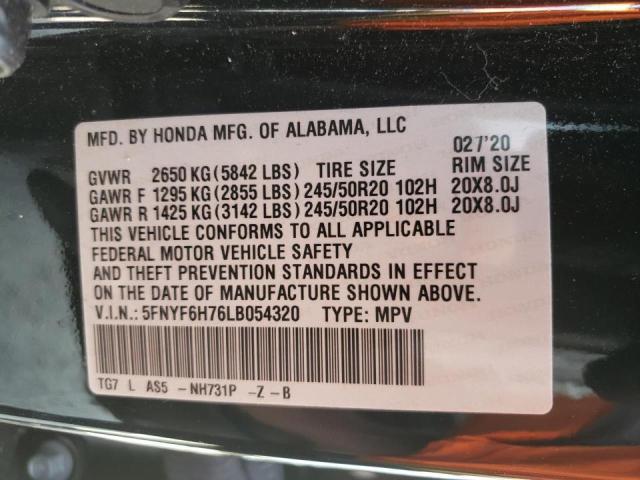 MFD. BY HONDA MFG. OF ALABAMA, LLC 027'20
GVWR 2650 KG(5842 LBS) TIRE SIZE RIM SIZE
GAWR F 1295 KG(2855 LBS)245/50R20 102H 20X8.0J
GAWR R 1425 KG(3142 LBS)245/50R20 102H 20X8.0J
THIS VEHICLE CONFORMS TO ALL APPLICABLE
FEDERAL MOTOR VEHICLE SAFETY
AND THEFT PREVENTION STANDARDS IN EFFECT
ON THE DATE OF MANUFACTURE SHOWN ABOVE.
V.I.N.: 5FNYF6H76LB054320 TYPE: MPV
TG7 L AS5 -NH731P -Z -B